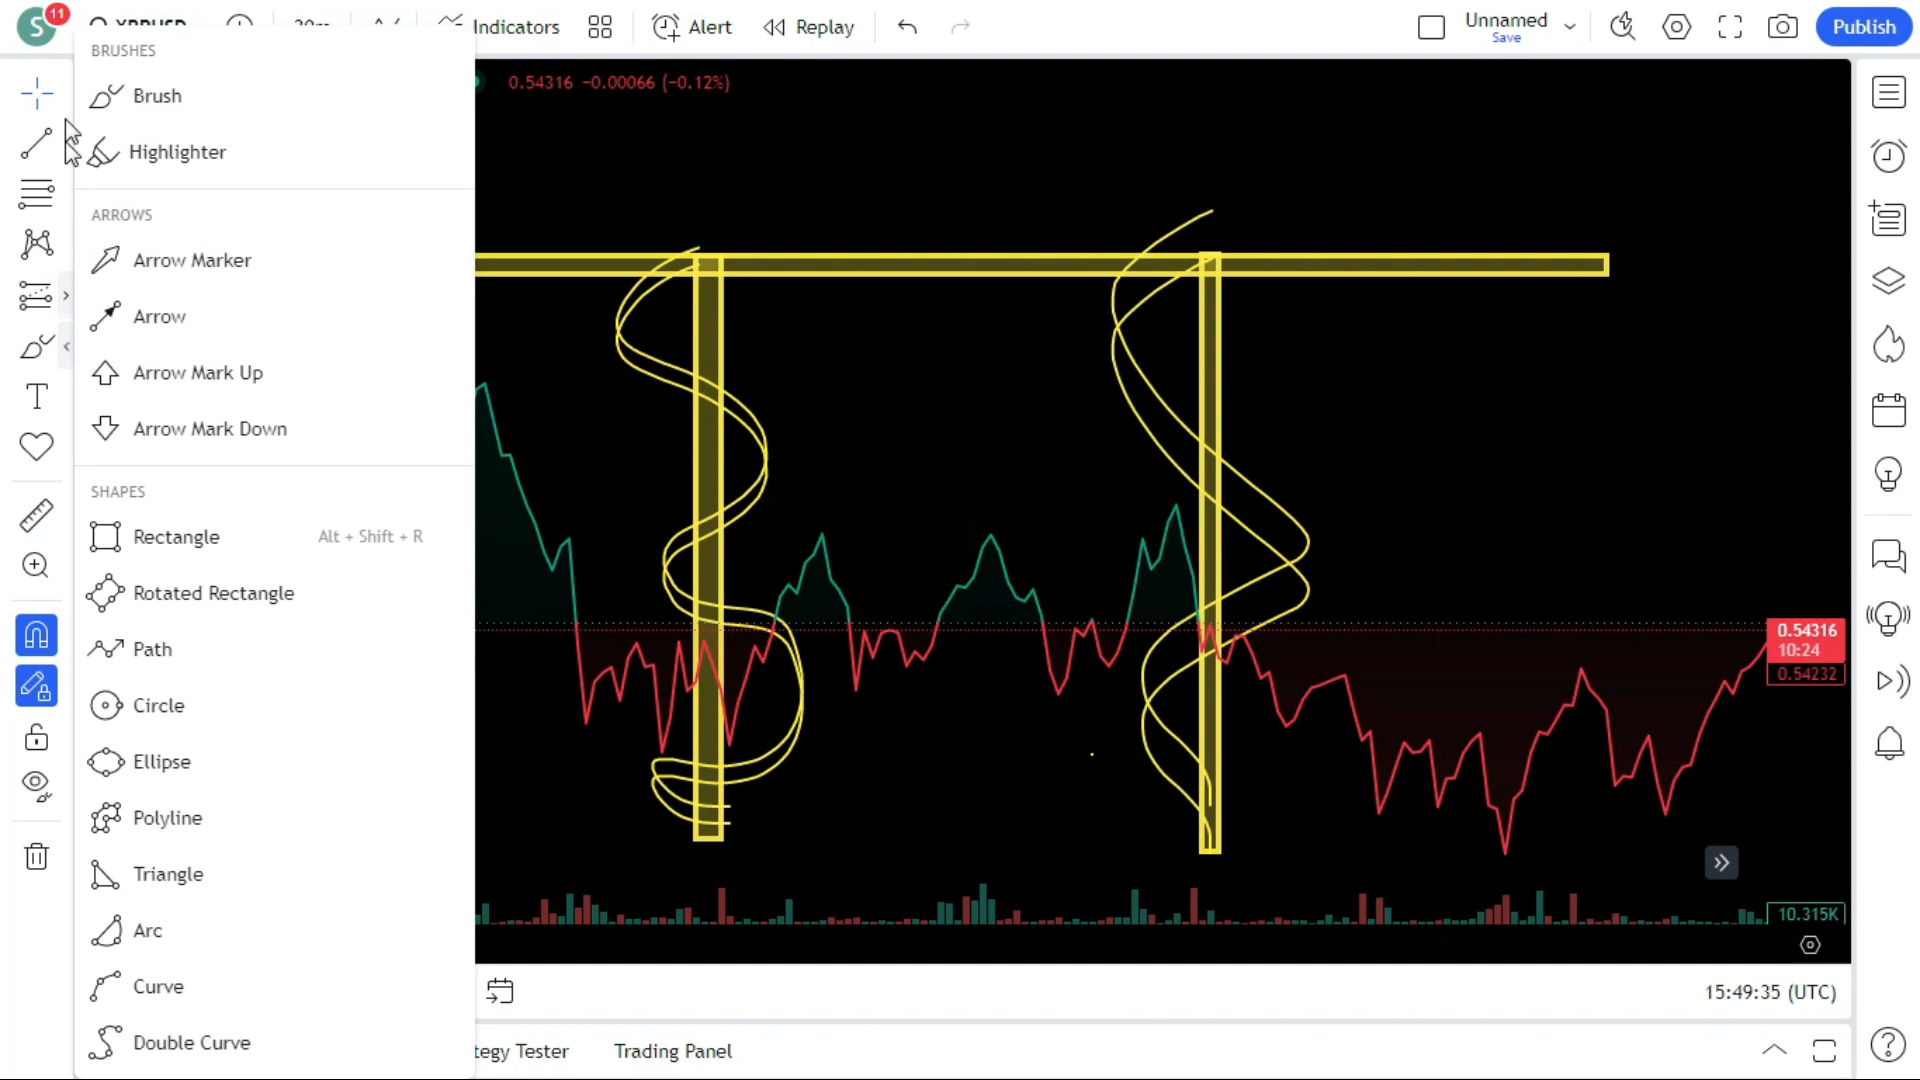 S
11
Indicators
Alert
Replay
Unnamed
Save
Publish
BRUSHES
Brush
Highlighter
ARROWS
Arrow Marker
Arrow
Arrow Mark Up
Arrow Mark Down
SHAPES
Rectangle Alt + Shift + R
Rotated Rectangle
Path
Circle
Ellipse
Polyline
Triangle
Arc
Curve
Double Curve
0.54316 −0.00066 (−0.12%)
0.54316
10:24
0.54232
10.315K
15:49:35 (UTC)
tegy Tester
Trading Panel